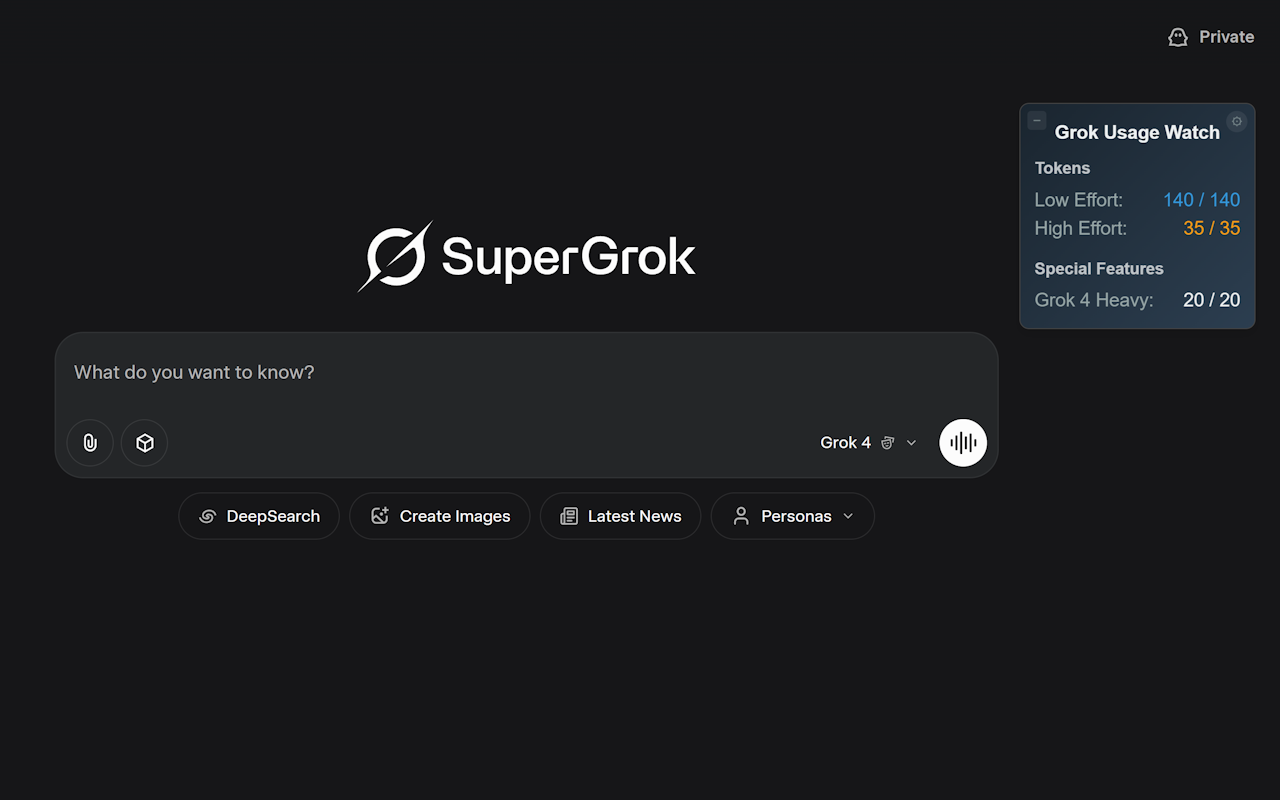 Private
Grok Usage Watch
Tokens
Low Effort: 140 / 140
High Effort: 35 / 35
Special Features
Grok 4 Heavy: 20 / 20
SuperGrok
What do you want to know?
Grok 4
DeepSearch Create Images Latest News Personas